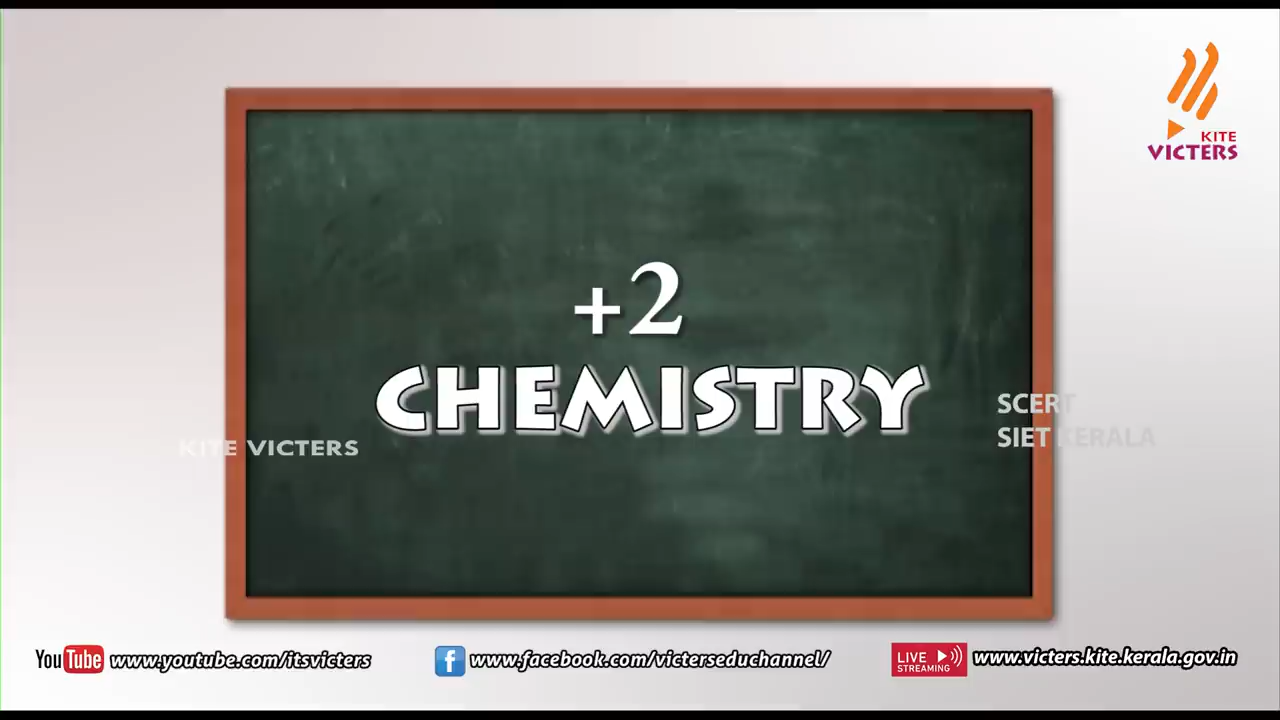 KITE
VICTERS
+2
CHEMISTRY
SCERT
SIET KERALA
KITE VICTERS
YouTube www.youtube.com/itsvicters
f www.facebook.com/victerseduchannel/
LIVE STREAMING www.victers.kite.kerala.gov.in